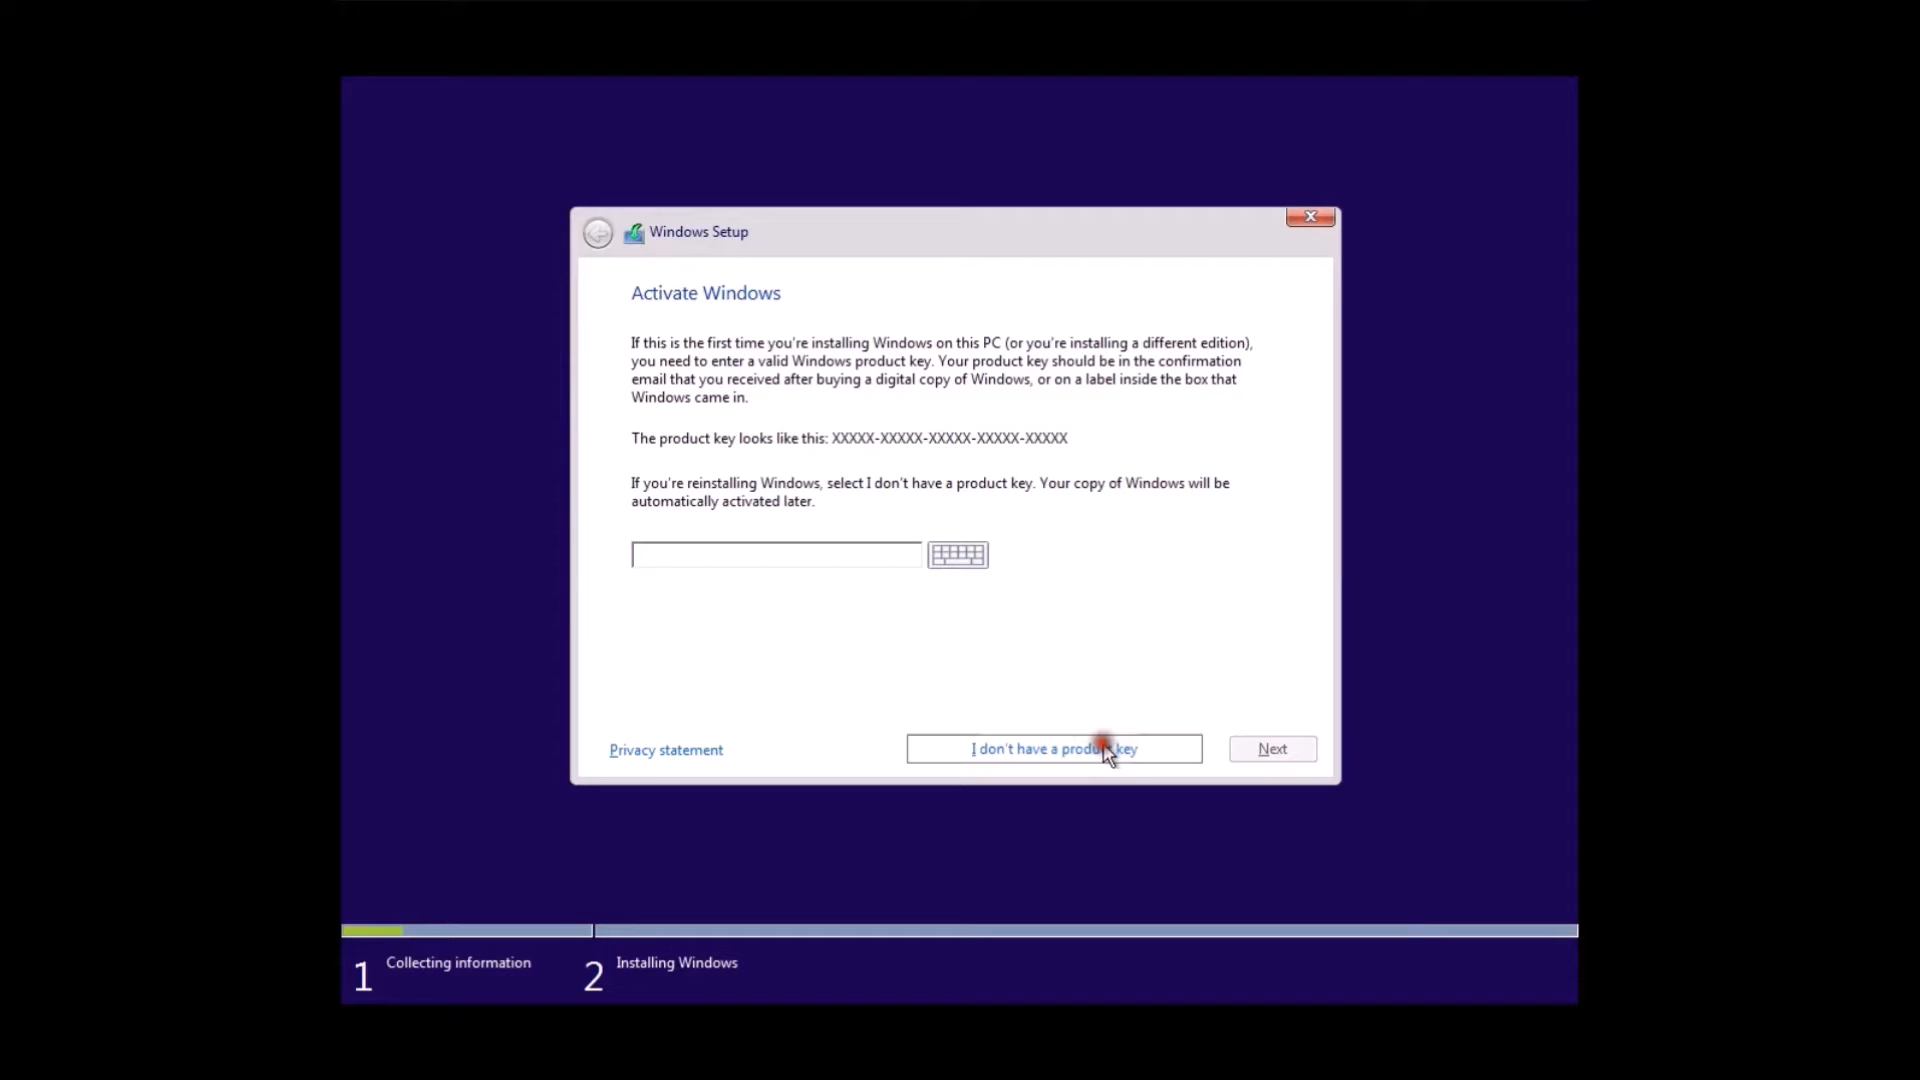 Windows Setup
Activate Windows
If this is the first time you're installing Windows on this PC (or you're installing a different edition),
you need to enter a valid Windows product key. Your product key should be in the confirmation
email that you received after buying a digital copy of Windows, or on a label inside the box that
Windows came in.
The product key looks like this: XXXXX-XXXXX-XXXXX-XXXXX-XXXXX
If you're reinstalling Windows, select I don't have a product key. Your copy of Windows will be
automatically activated later.
Privacy statement
I don't have a product key
Next
1 Collecting information
2 Installing Windows